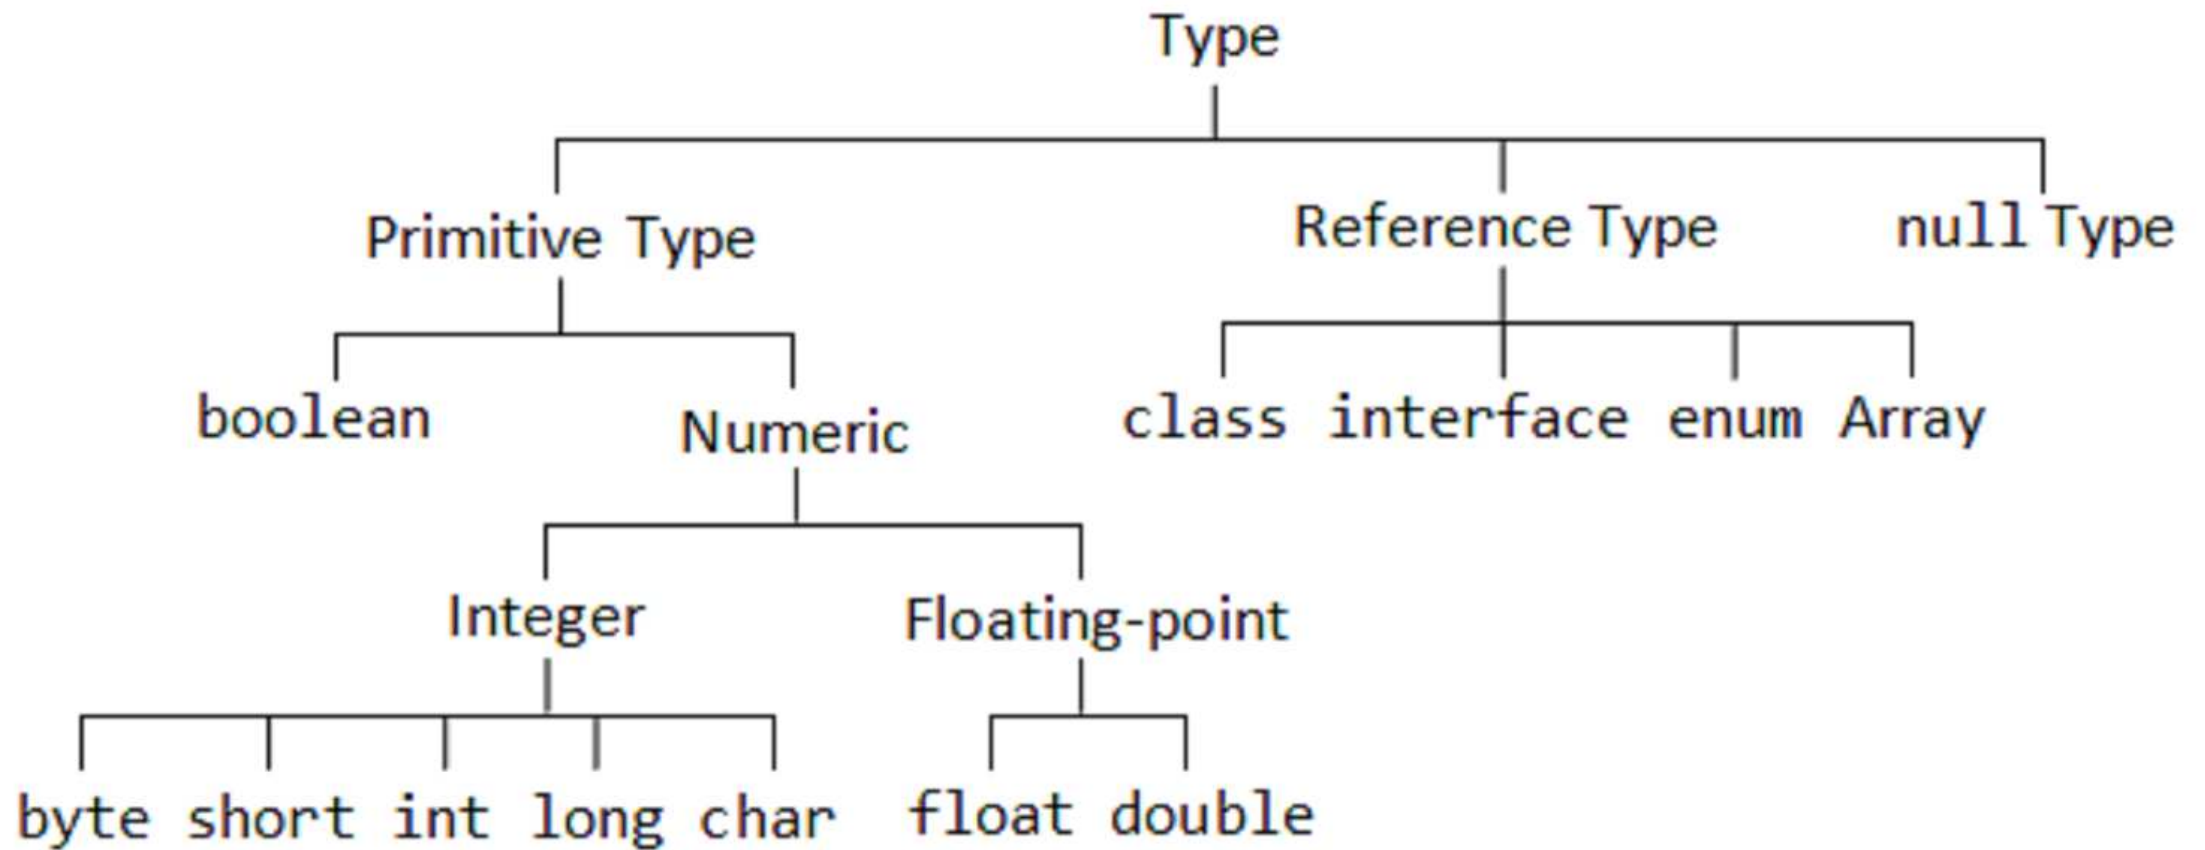 Type
Primitive Type Reference Type null Type
boolean Numeric class interface enum Array
Integer Floating-point
byte short int long char float double